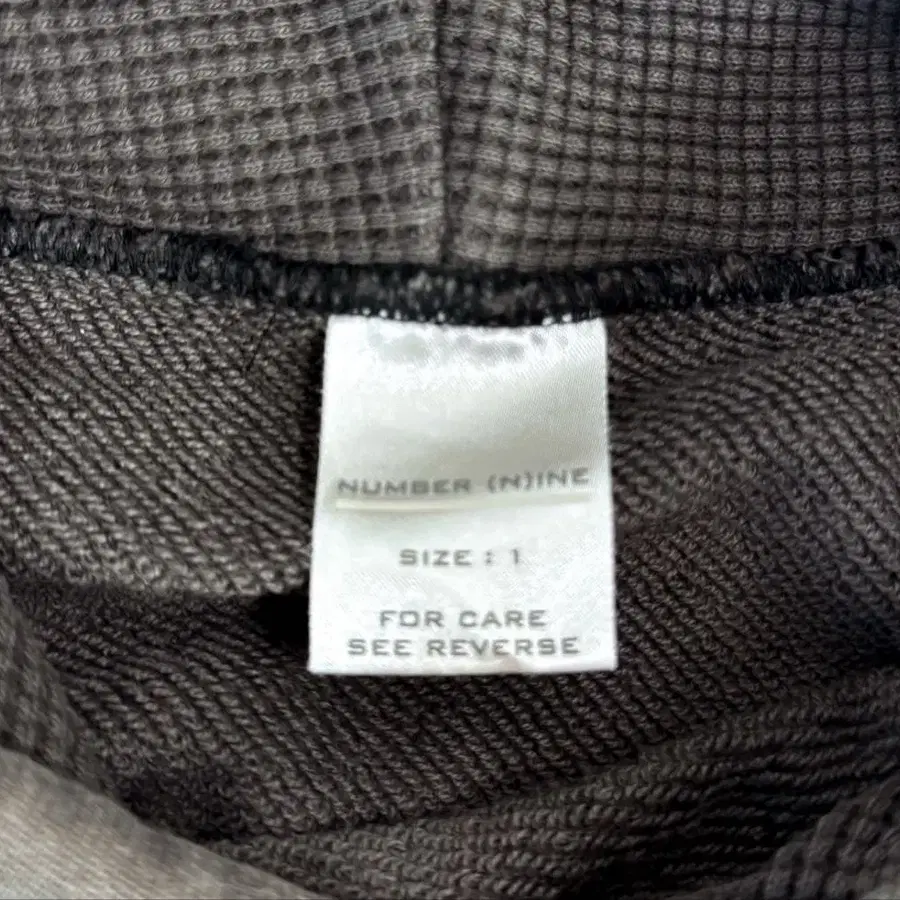 NUMBER (N)INE
SIZE : 1
FOR CARE
SEE REVERSE